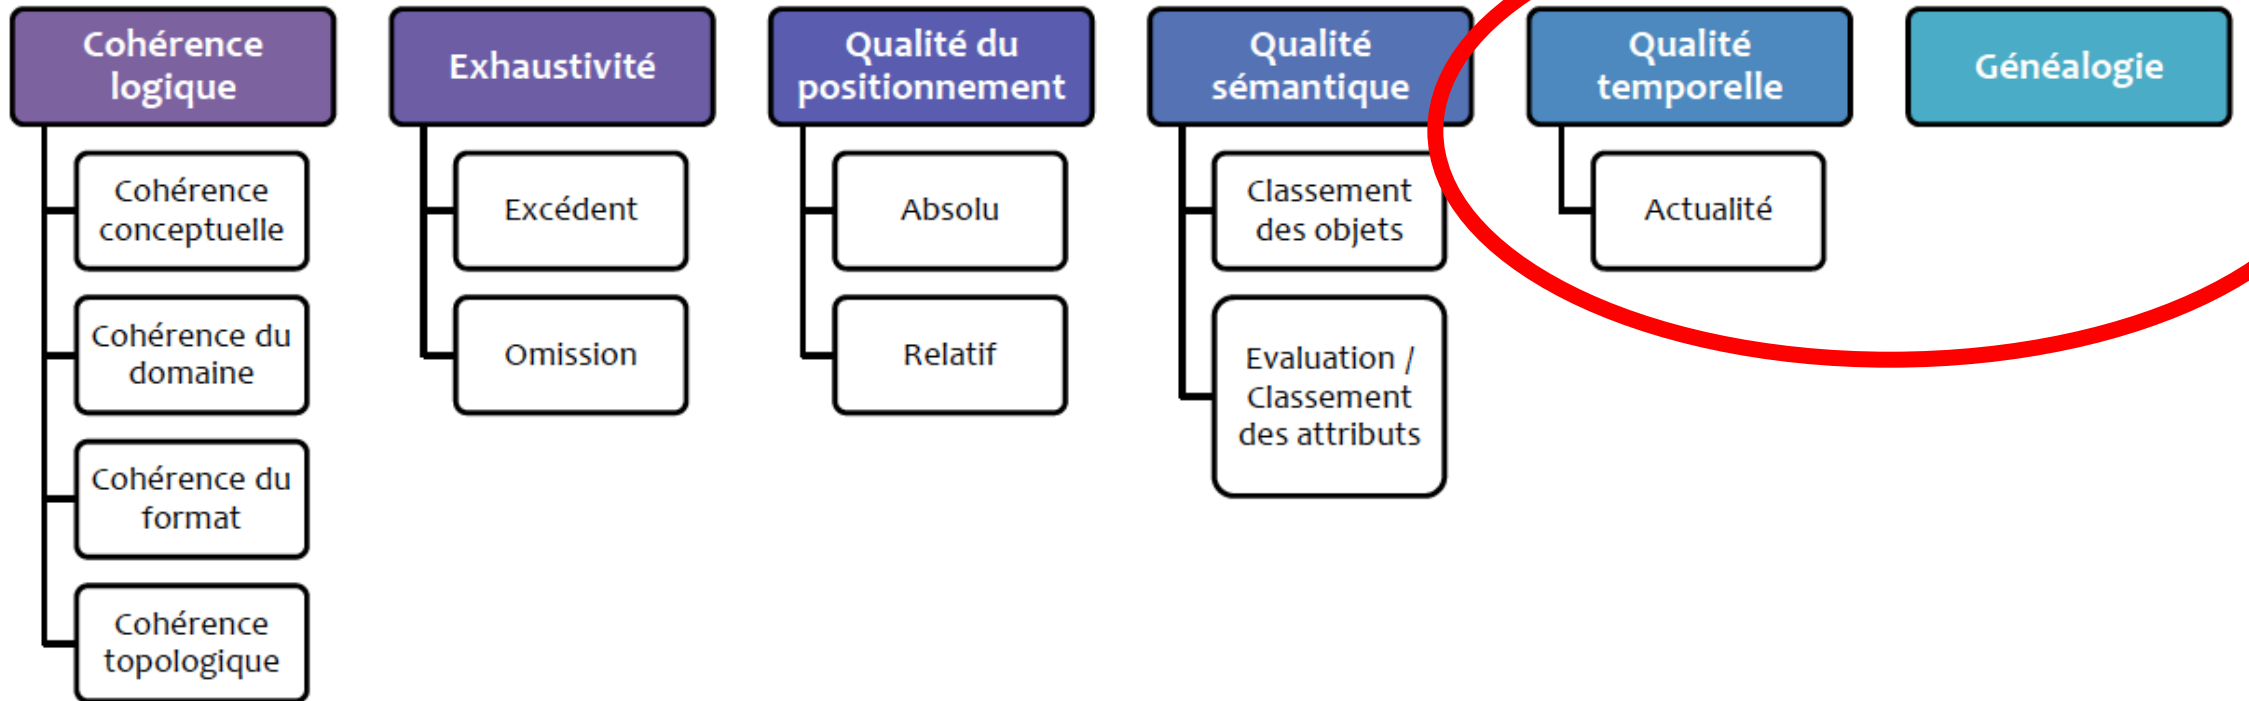 Cohérence
logique
Cohérence
conceptuelle
Cohérence du
domaine
Cohérence du
format
Cohérence
topologique
Exhaustivité
Excédent
Omission
Qualité du
positionnement
Absolu
Relatif
Qualité
sémantique
Classement
des objets
Evaluation /
Classement
des attributs
Qualité
temporelle
Actualité
Généalogie